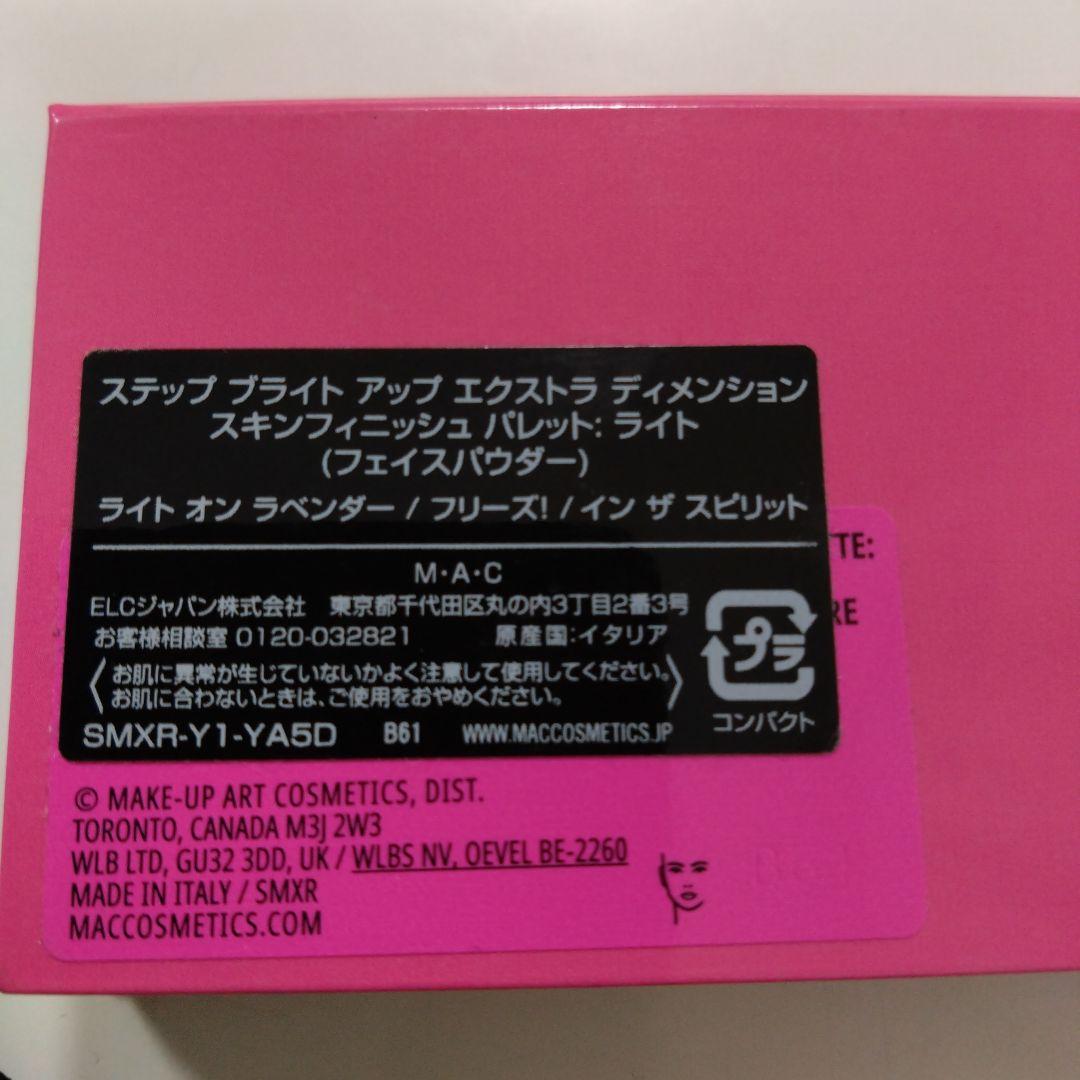 ステップ ブライト アップ エクストラ ディメンション
スキンフィニッシュ パレット: ライト
(フェイスパウダー)
ライト オン ラベンダー / フリーズ! / イン ザ スピリット
TTE:
RE
M・A・C
ELCジャパン株式会社 東京都千代田区丸の内3丁目2番3号
お客様相談室 0120-032821 原産国:イタリア
〈お肌に異常が生じていないかよく注意して使用してください。
お肌に合わないときは、ご使用をおやめください。〉
プラ
コンパクト
SMXR-Y1-YA5D B61 WWW.MACCOSMETICS.JP
© MAKE-UP ART COSMETICS, DIST.
TORONTO, CANADA M3J 2W3
WLB LTD, GU32 3DD, UK / WLBS NV, OEVEL BE-2260
MADE IN ITALY / SMXR
MACCOSMETICS.COM